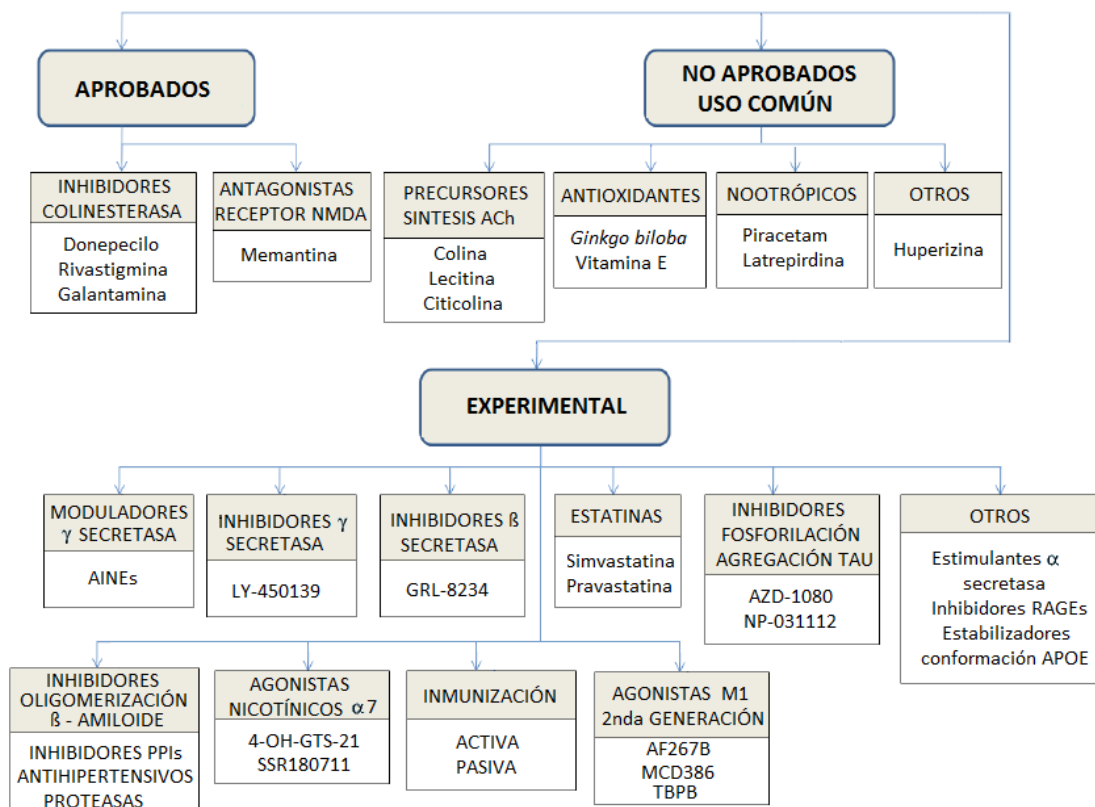 APROBADOS
NO APROBADOS
USO COMÚN
INHIBIDORES
COLINESTERASA
Donepecilo
Rivastigmina
Galantamina
ANTAGONISTAS
RECEPTOR NMDA
Memantina
PRECURSORES
SINTESIS ACh
Colina
Lecitina
Citicolina
ANTIOXIDANTES
Ginkgo biloba
Vitamina E
NOOTRÓPICOS
Piracetam
Latrepirdina
OTROS
Huperizina
EXPERIMENTAL
MODULADORES
γ SECRETASA
AINEs
INHIBIDORES γ
SECRETASA
LY-450139
INHIBIDORES ß
SECRETASA
GRL-8234
ESTATINAS
Simvastatina
Pravastatina
INHIBIDORES
FOSFORILACIÓN
AGREGACIÓN TAU
AZD-1080
NP-031112
OTROS
Estimulantes α
secretasa
Inhibidores RAGEs
Estabilizadores
conformación APOE
INHIBIDORES
OLIGOMERIZACIÓN
ß - AMILOIDE
INHIBIDORES PPIs
ANTIHIPERTENSIVOS
PROTEASAS
AGONISTAS
NICOTÍNICOS α7
4-OH-GTS-21
SSR180711
INMUNIZACIÓN
ACTIVA
PASIVA
AGONISTAS M1
2nda GENERACIÓN
AF267B
MCD386
TBPB